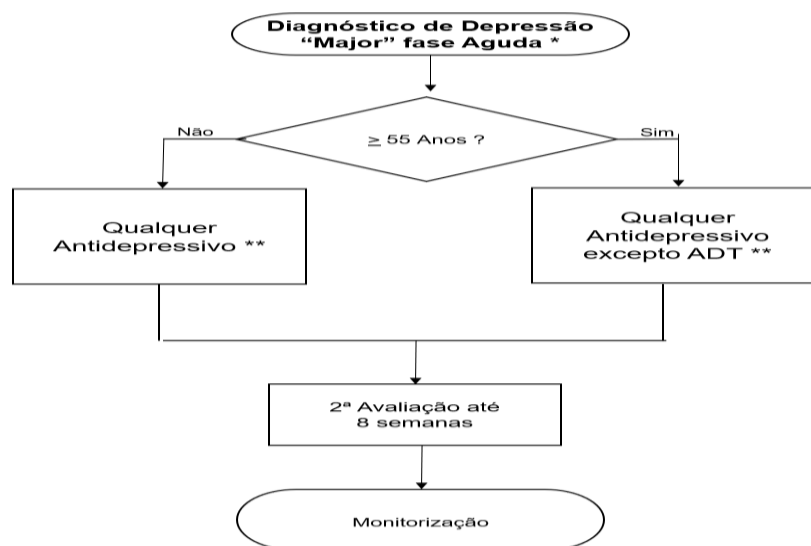 Diagnóstico de Depressão
“Major” fase Aguda *
Não
≥ 55 Anos ?
Sim
Qualquer
Antidepressivo **
Qualquer
Antidepressivo
excepto ADT **
2ª Avaliação até
8 semanas
Monitorização